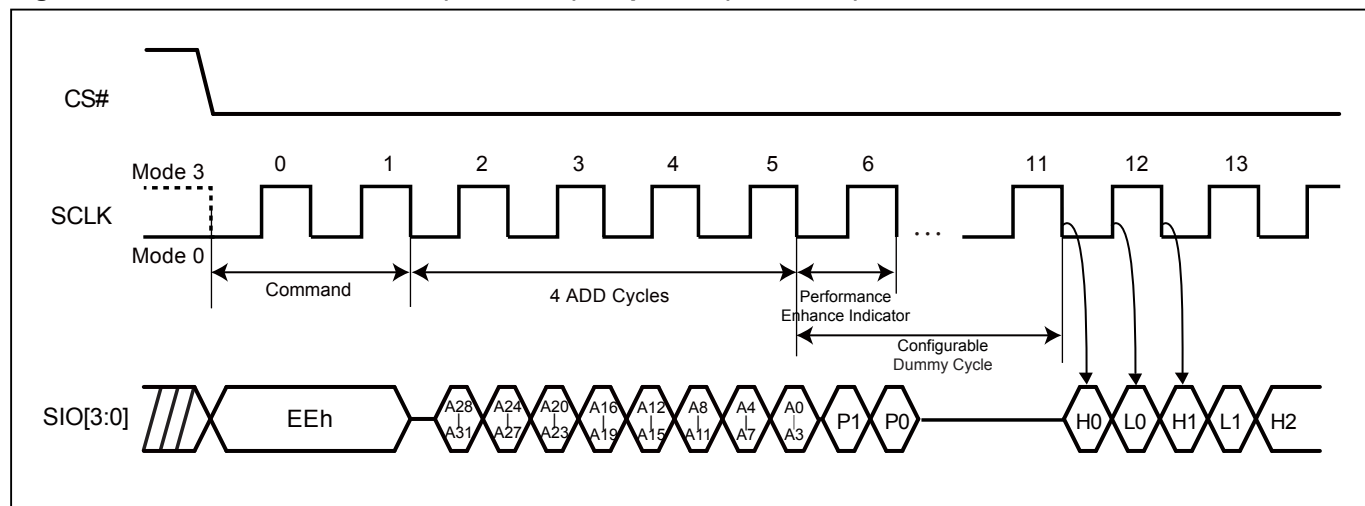 CS#
Mode 3
0 1 2 3 4 5 6 11 12 13
SCLK
...
Mode 0
Command
4 ADD Cycles
Performance
Enhance Indicator
Configurable
Dummy Cycle
SIO[3:0]
EEh
A28 | A31
A24 | A27
A20 | A23
A16 | A19
A12 | A15
A8 | A11
A4 | A7
A0 | A3
P1
P0
H0
L0
H1
L1
H2